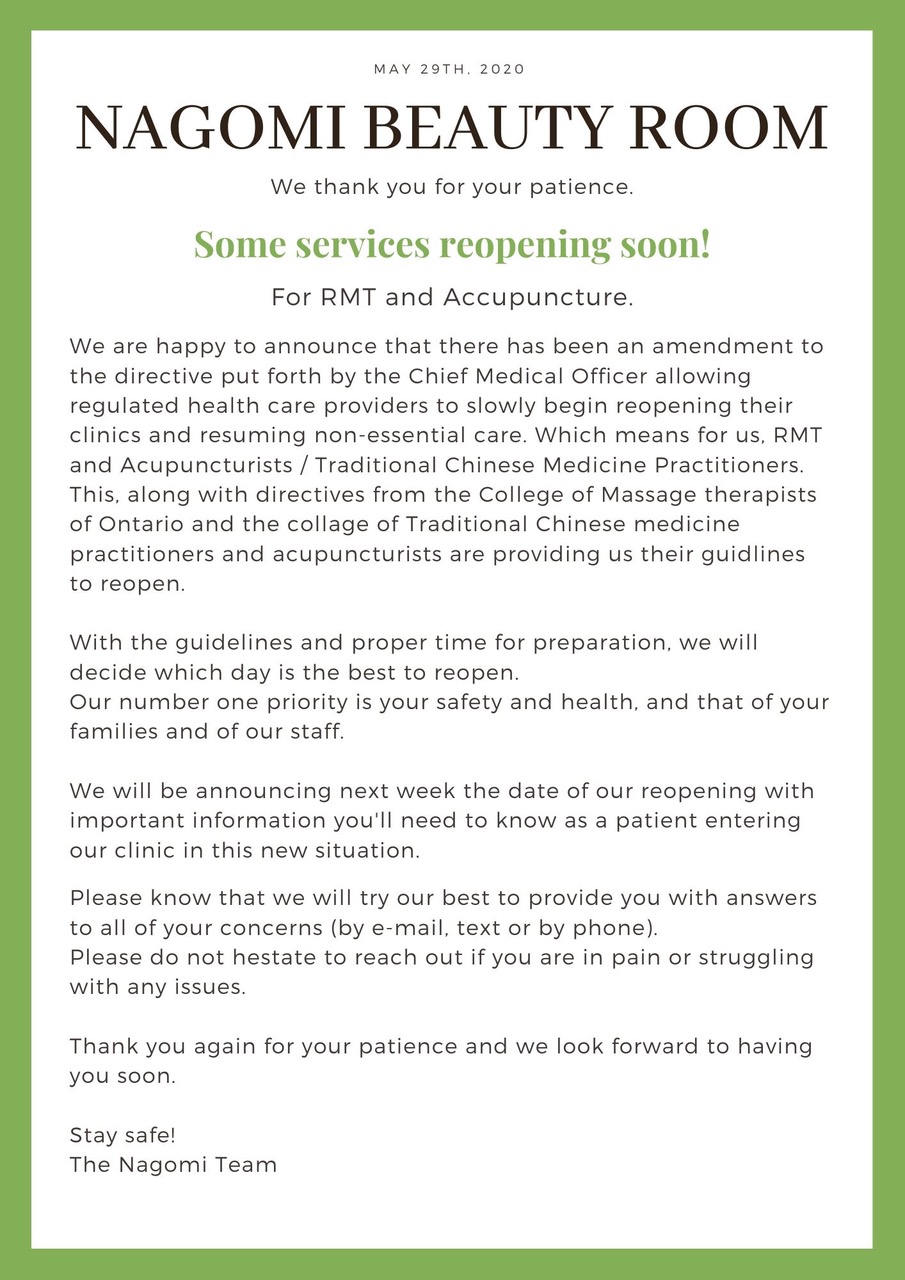 MAY 29TH, 2020
NAGOMI BEAUTY ROOM
We thank you for your patience.
Some services reopening soon!
For RMT and Accupuncture.
We are happy to announce that there has been an amendment to
the directive put forth by the Chief Medical Officer allowing
regulated health care providers to slowly begin reopening their
clinics and resuming non-essential care. Which means for us, RMT
and Acupuncturists / Traditional Chinese Medicine Practitioners.
This, along with directives from the College of Massage therapists
of Ontario and the collage of Traditional Chinese medicine
practitioners and acupuncturists are providing us their guidlines
to reopen.
With the guidelines and proper time for preparation, we will
decide which day is the best to reopen.
Our number one priority is your safety and health, and that of your
families and of our staff.
We will be announcing next week the date of our reopening with
important information you'll need to know as a patient entering
our clinic in this new situation.
Please know that we will try our best to provide you with answers
to all of your concerns (by e-mail, text or by phone).
Please do not hestate to reach out if you are in pain or struggling
with any issues.
Thank you again for your patience and we look forward to having
you soon.
Stay safe!
The Nagomi Team